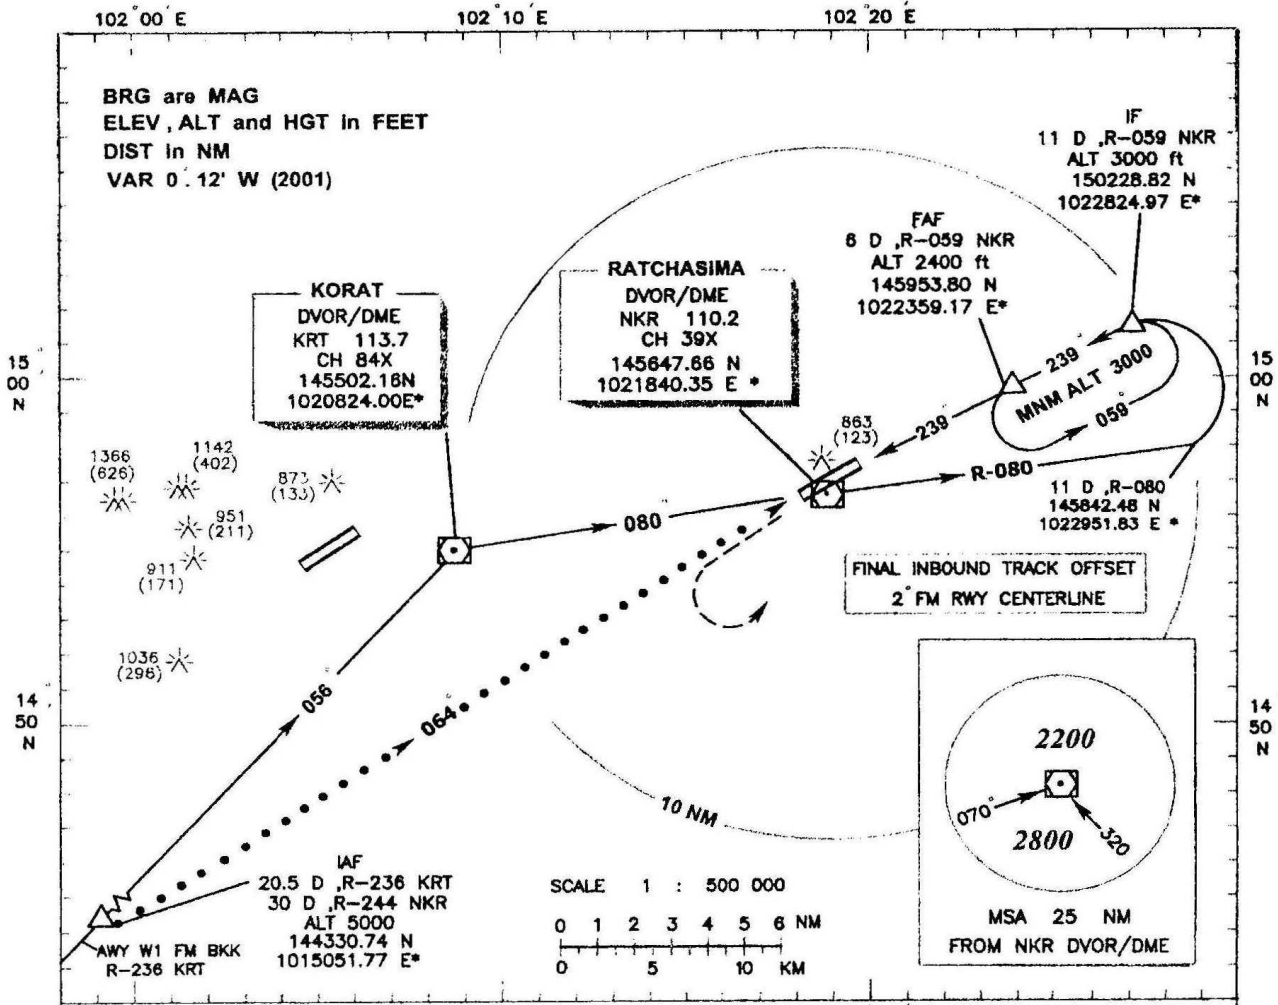 102°00' E
102°10' E
102°20' E
BRG are MAG
ELEV, ALT and HGT in FEET
DIST in NM
VAR 0°.12' W (2001)
IF
11 D ,R-059 NKR
ALT 3000 ft
150228.82 N
1022824.97 E*
FAF
6 D ,R-059 NKR
ALT 2400 ft
145953.80 N
1022359.17 E*
RATCHASIMA
DVOR/DME
NKR 110.2
CH 39X
145647.66 N
1021840.35 E *
KORAT
DVOR/DME
KRT 113.7
CH 84X
145502.16N
1020824.00E*
15°
00
N
15°
00
N
239°
MNM ALT 3000
059°
239°
863
(123)
1366
(626)
1142
(402)
873
(133)
951
(211)
911
(171)
1036
(296)
080°
R-080
11 D ,R-080
145842.48 N
1022951.83 E *
FINAL INBOUND TRACK OFFSET
2° FM RWY CENTERLINE
056°
064°
14°
50
N
14°
50
N
10 NM
2200
070°
2800
320°
MSA 25 NM
FROM NKR DVOR/DME
IAF
20.5 D ,R-236 KRT
30 D ,R-244 NKR
ALT 5000
144330.74 N
1015051.77 E*
AWY W1 FM BKK
R-236 KRT
SCALE 1 : 500 000
0 1 2 3 4 5 6 NM
0 5 10 KM